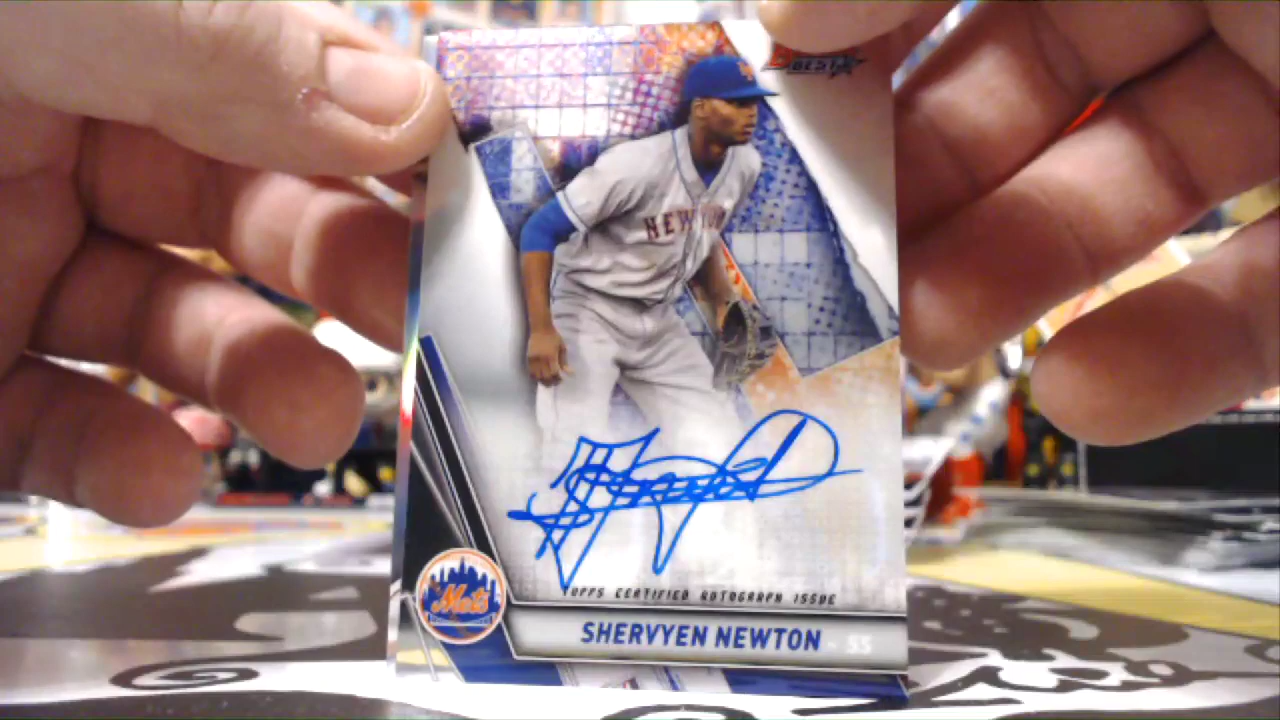 BEST
NEW YORK
TOPPS CERTIFIED AUTOGRAPH ISSUE
Mets
SHERVYEN NEWTON - SS